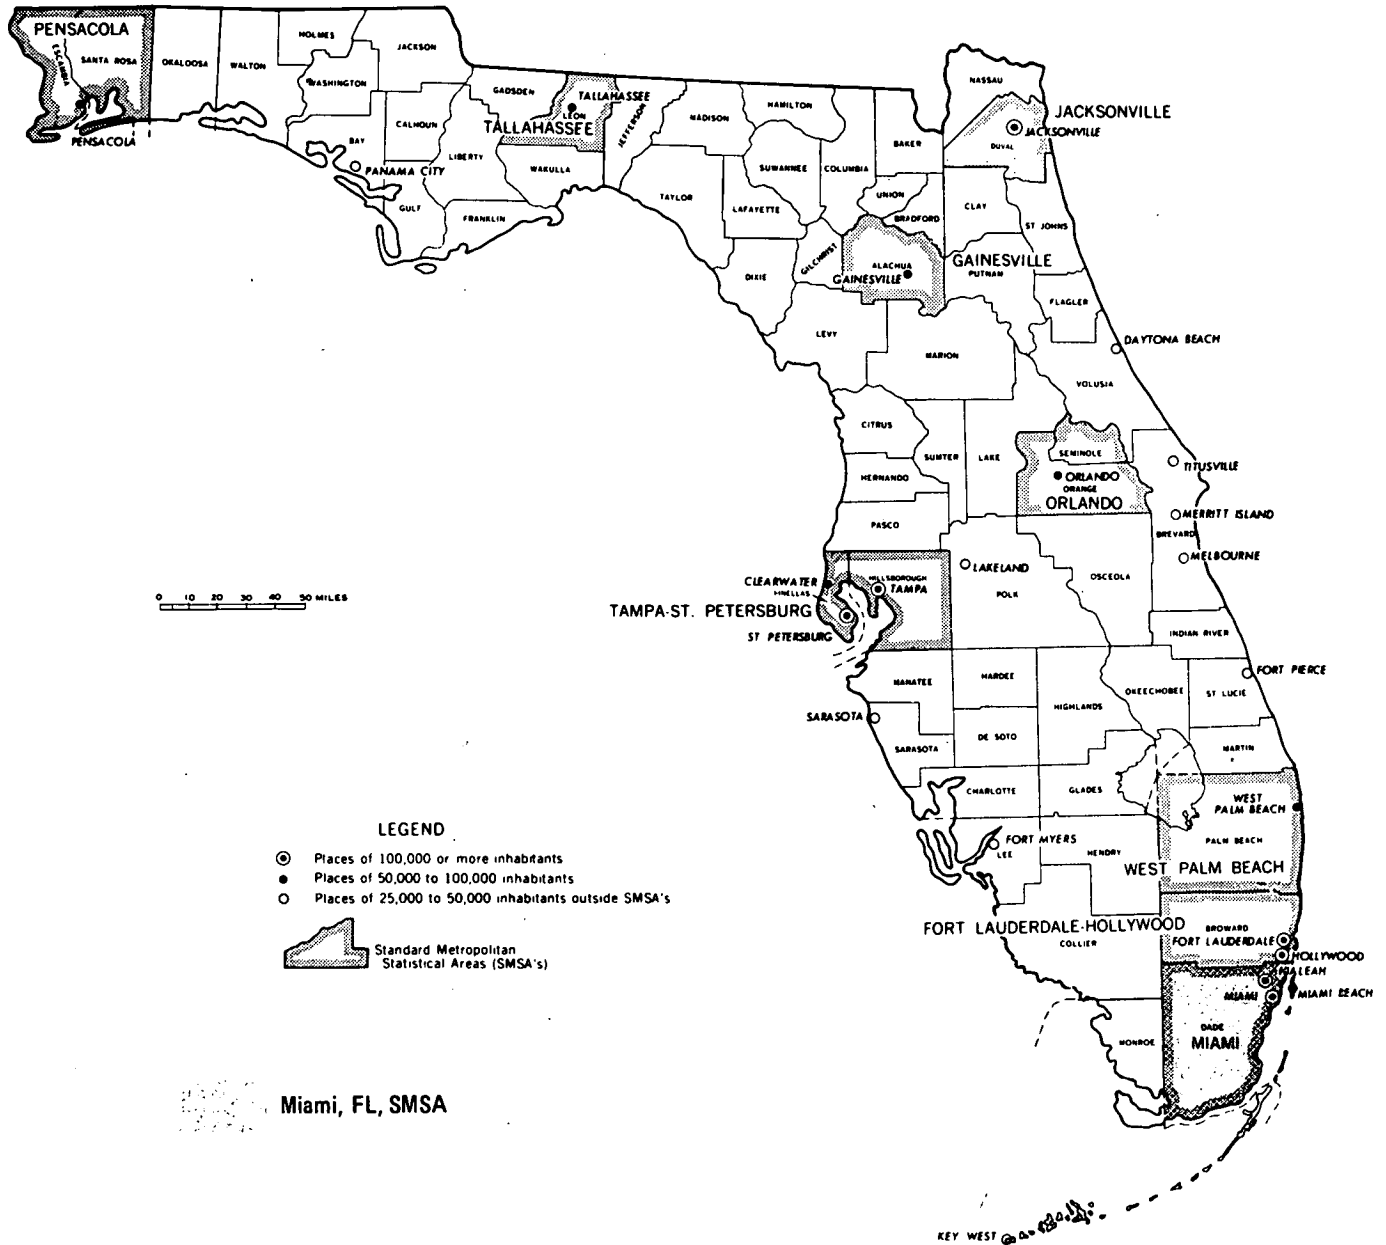 PENSACOLA
ESCAMBIA
SANTA ROSA
OKALOOSA
WALTON
HOLMES
WASHINGTON
JACKSON
PENSACOLA
BAY
PANAMA CITY
CALHOUN
GULF
GADSDEN
LIBERTY
FRANKLIN
TALLAHASSEE
LEON
TALLAHASSEE
WAKULLA
JEFFERSON
MADISON
TAYLOR
HAMILTON
SUWANNEE
LAFAYETTE
DIXIE
COLUMBIA
GILCHRIST
BAKER
UNION
BRADFORD
NASSAU
JACKSONVILLE
JACKSONVILLE
DUVAL
CLAY
ST JOHNS
ALACHUA
GAINESVILLE
GAINESVILLE
PUTNAM
FLAGLER
LEVY
MARION
DAYTONA BEACH
VOLUSIA
CITRUS
SUMTER
LAKE
HERNANDO
PASCO
SEMINOLE
ORLANDO
ORANGE
ORLANDO
TITUSVILLE
MERRITT ISLAND
BREVARD
MELBOURNE
CLEARWATER
PINELLAS
HILLSBOROUGH
TAMPA
TAMPA-ST. PETERSBURG
ST PETERSBURG
LAKELAND
POLK
OSCEOLA
INDIAN RIVER
0 10 20 30 40 50 MILES
MANATEE
HARDEE
HIGHLANDS
OKEECHOBEE
ST LUCIE
FORT PIERCE
SARASOTA
SARASOTA
DE SOTO
MARTIN
CHARLOTTE
GLADES
WEST
PALM BEACH
PALM BEACH
WEST PALM BEACH
FORT MYERS
LEE
HENDRY
FORT LAUDERDALE-HOLLYWOOD
COLLIER
BROWARD
FORT LAUDERDALE
HOLLYWOOD
HIALEAH
MIAMI
MIAMI BEACH
DADE
MIAMI
MONROE
KEY WEST
LEGEND
Places of 100,000 or more inhabitants
Places of 50,000 to 100,000 inhabitants
Places of 25,000 to 50,000 inhabitants outside SMSA's
Standard Metropolitan
Statistical Areas (SMSA's)
Miami, FL, SMSA